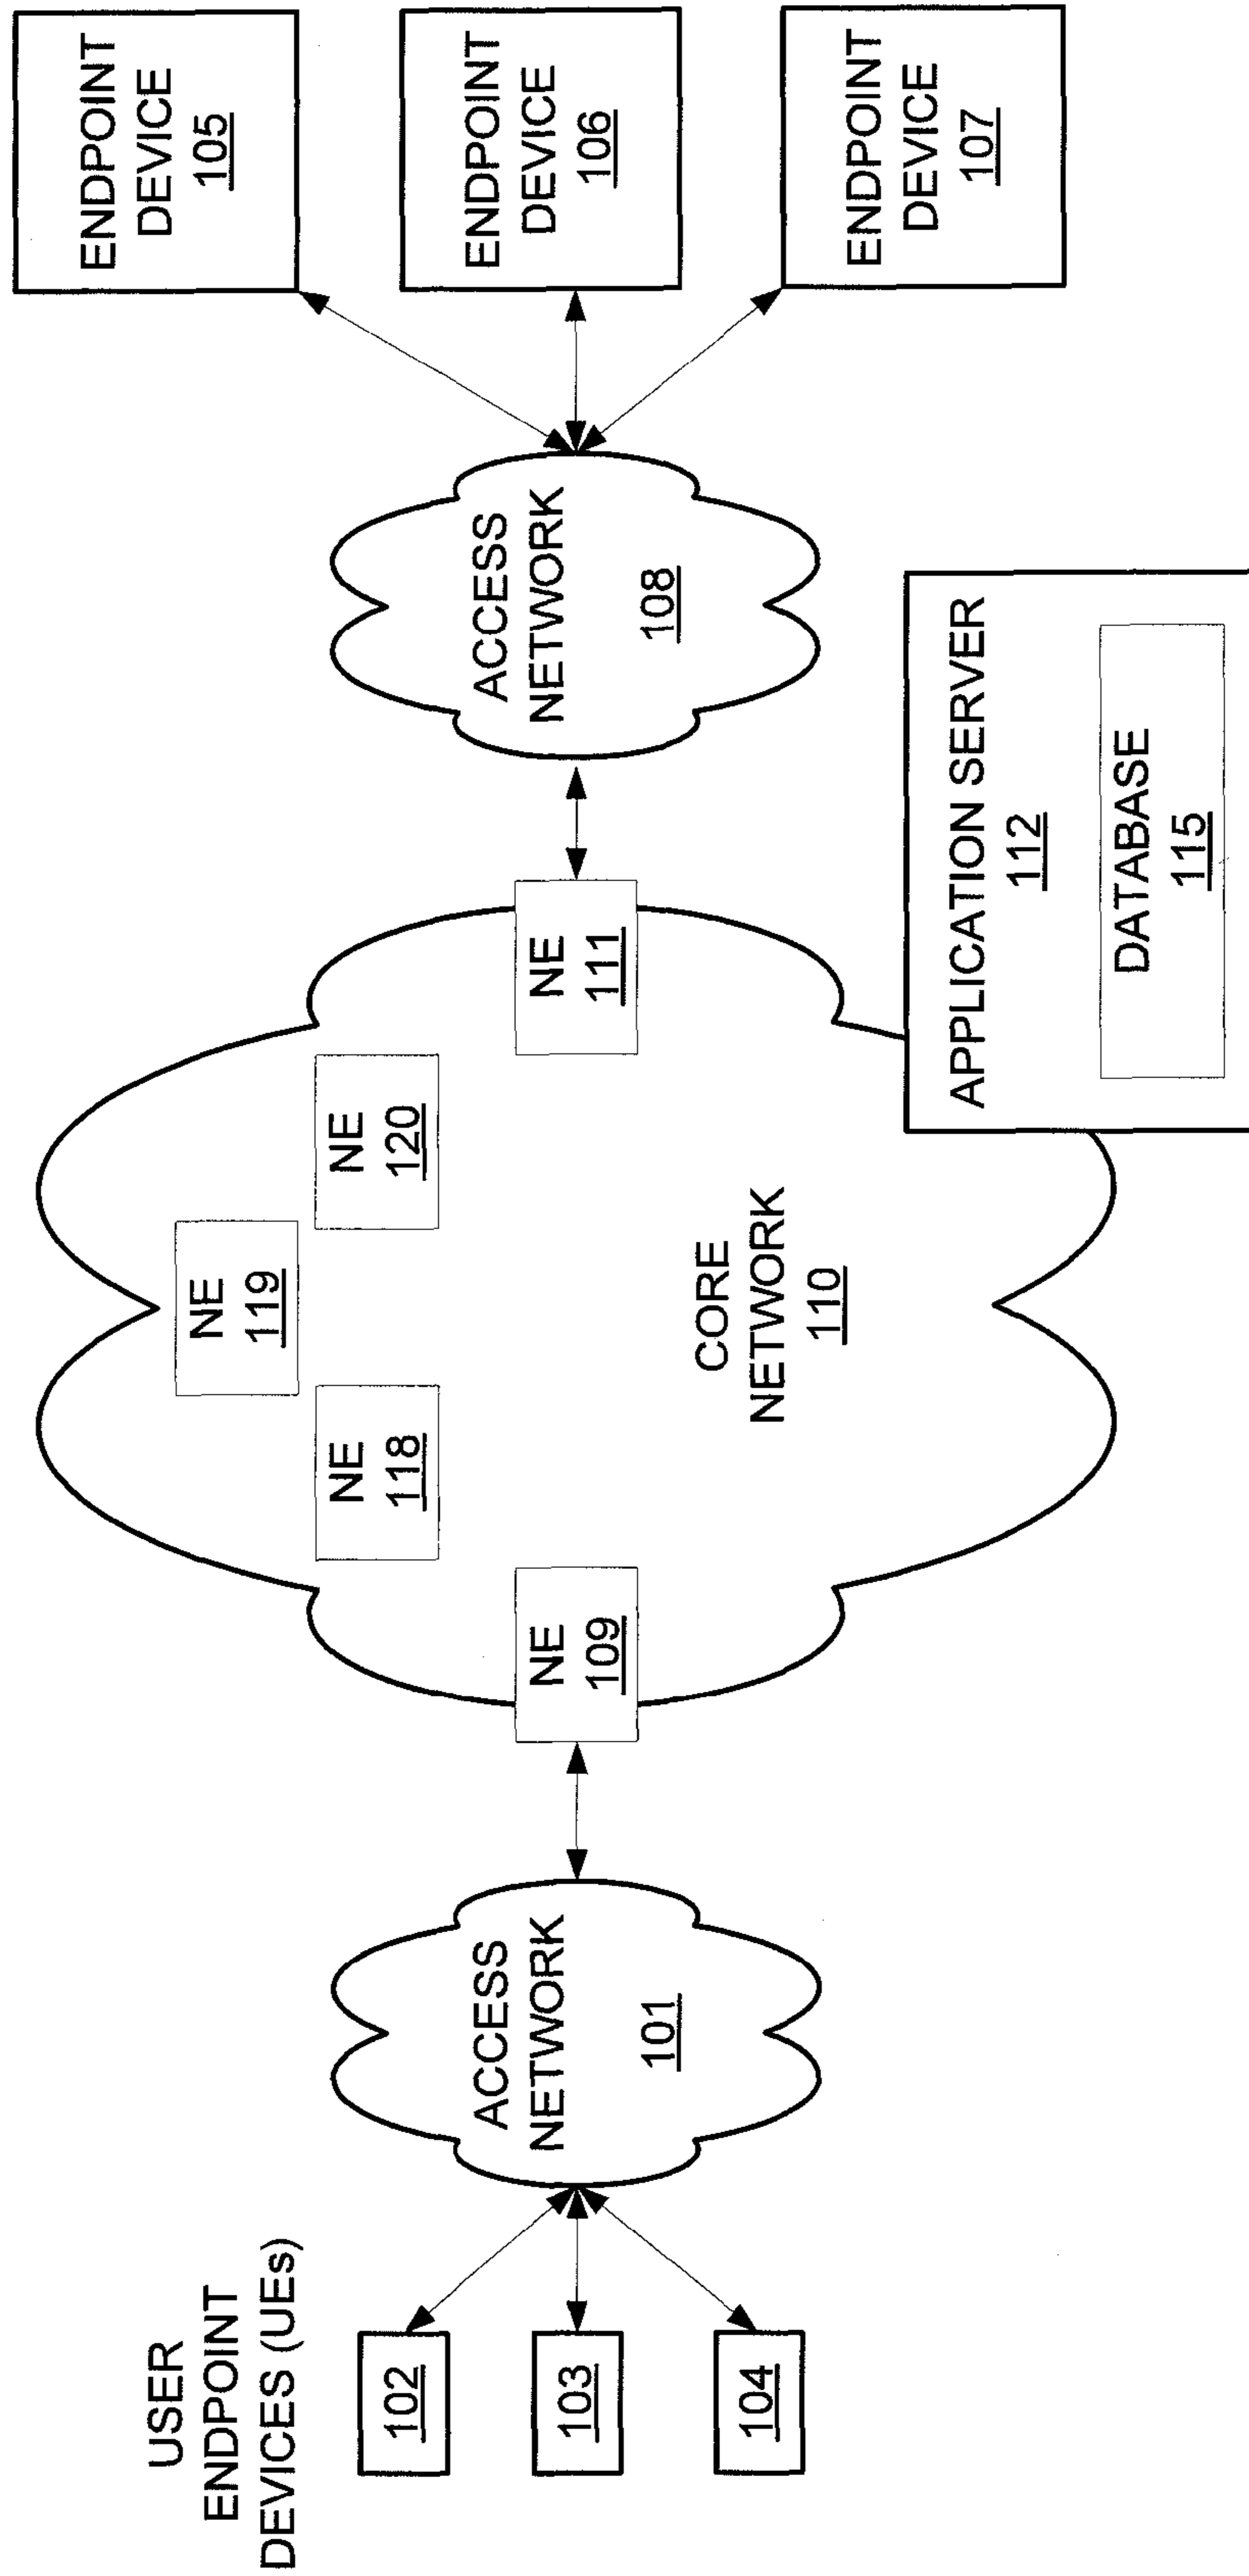 USER
ENDPOINT
DEVICES (UEs)
102
103
104
ACCESS
NETWORK
101
NE
109
NE
118
NE
119
NE
120
NE
111
CORE
NETWORK
110
APPLICATION SERVER
112
DATABASE
115
ACCESS
NETWORK
108
ENDPOINT
DEVICE
105
ENDPOINT
DEVICE
106
ENDPOINT
DEVICE
107